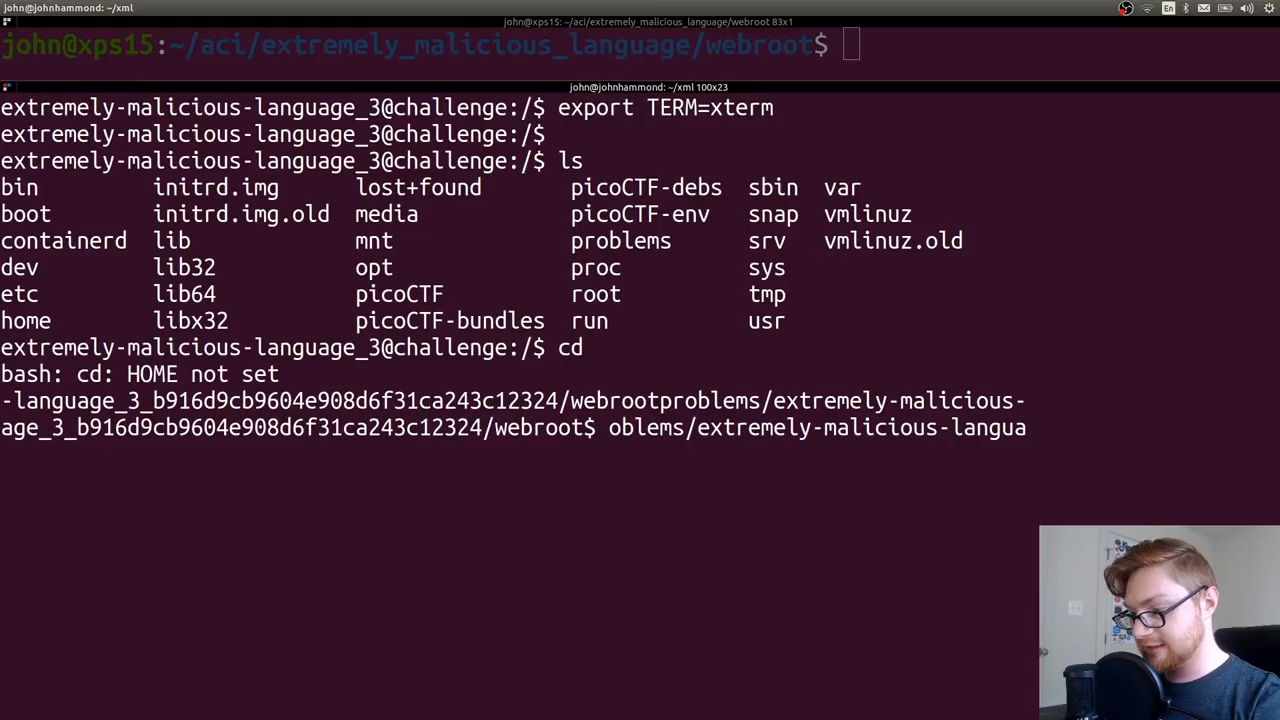 john@johnhammond: ~/xml
En
john@xps15: ~/aci/extremely_malicious_language/webroot 83x1
john@xps15:~/aci/extremely_malicious_language/webroot$
john@johnhammond: ~/xml 100x23
extremely-malicious-language_3@challenge:/$ export TERM=xterm
extremely-malicious-language_3@challenge:/$
extremely-malicious-language_3@challenge:/$ ls
bin initrd.img lost+found picoCTF-debs sbin var
boot initrd.img.old media picoCTF-env snap vmlinuz
containerd lib mnt problems srv vmlinuz.old
dev lib32 opt proc sys
etc lib64 picoCTF root tmp
home libx32 picoCTF-bundles run usr
extremely-malicious-language_3@challenge:/$ cd
bash: cd: HOME not set
-language_3_b916d9cb9604e908d6f31ca243c12324/webrootproblems/extremely-malicious-
age_3_b916d9cb9604e908d6f31ca243c12324/webroot$ oblems/extremely-malicious-langua